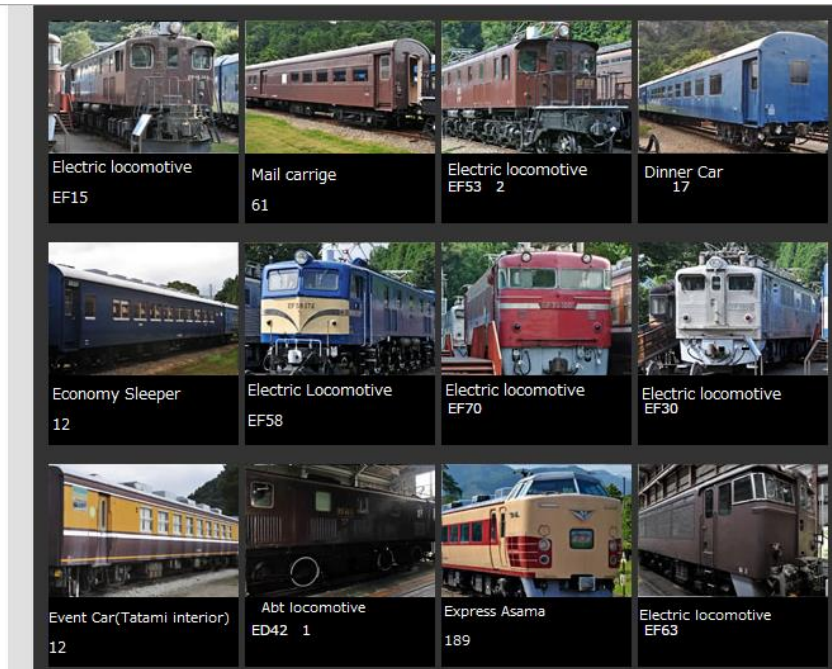 Electric locomotive
EF15
Mail carrige
61
Electric locomotive
EF53 2
Dinner Car
17
Economy Sleeper
12
Electric Locomotive
EF58
Electric locomotive
EF70
Electric locomotive
EF30
Event Car(Tatami interior)
12
Abt locomotive
ED42 1
Express Asama
189
Electric locomotive
EF63